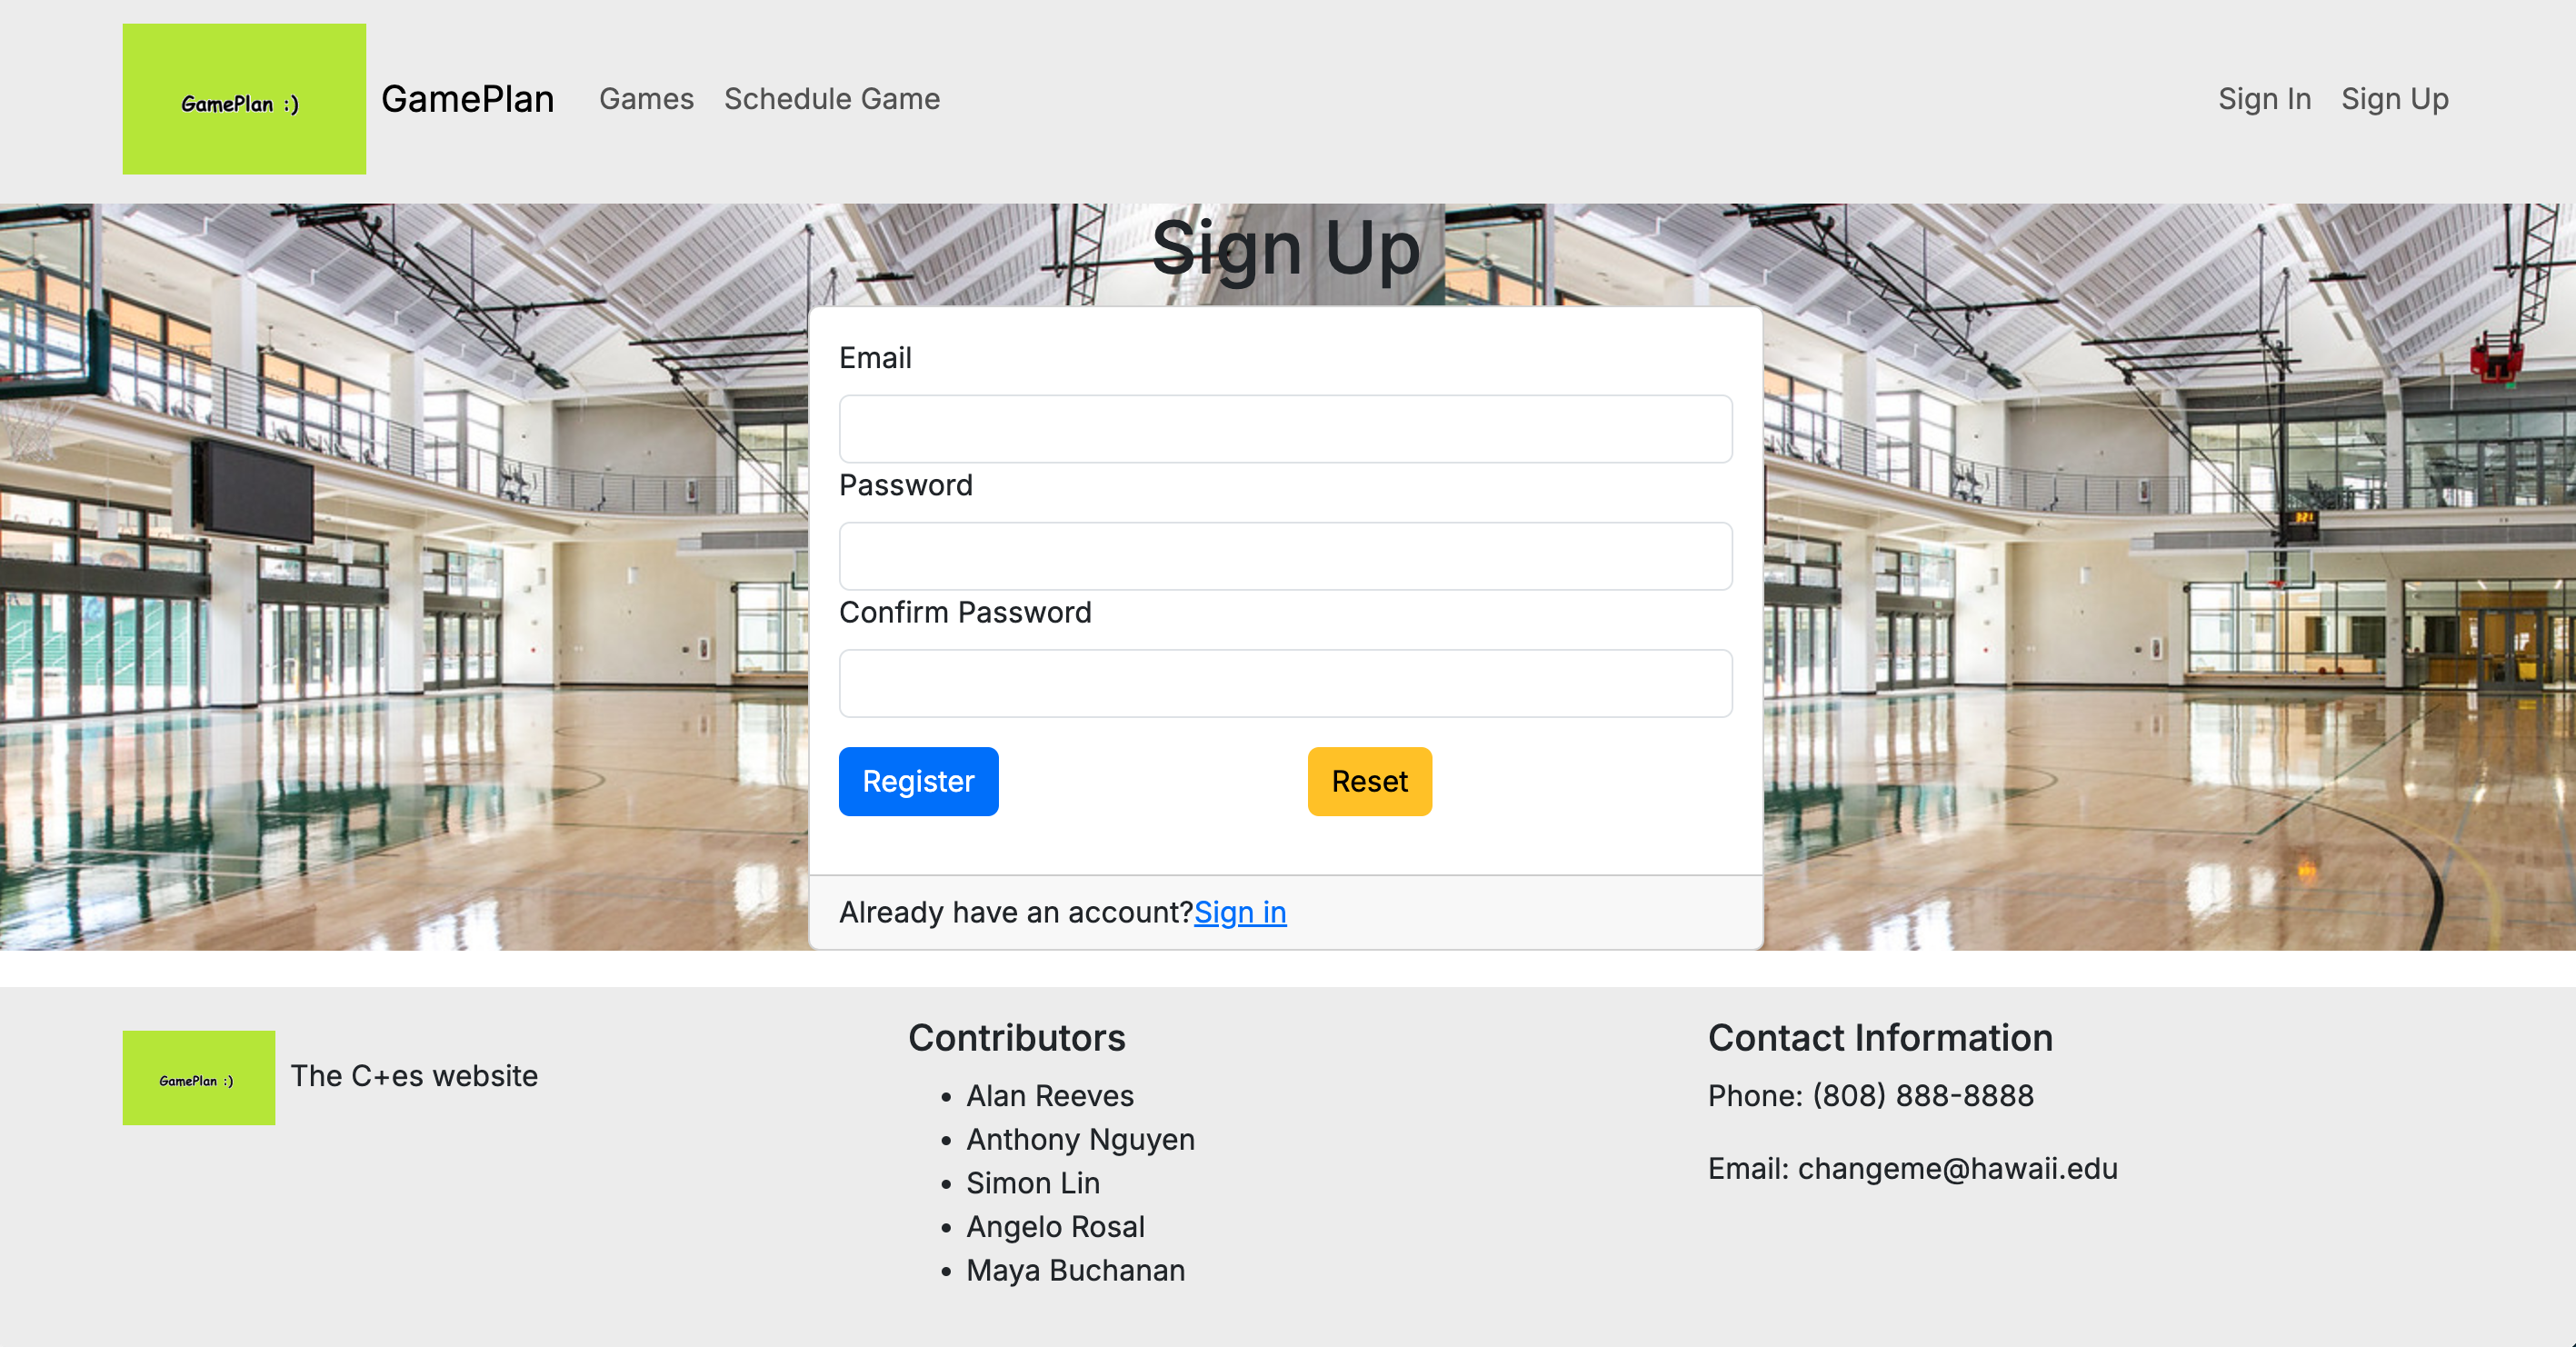 GamePlan :)
GamePlan
Games
Schedule Game
Sign In
Sign Up
Sign Up
Email
Password
Confirm Password
Register
Reset
Already have an account?Sign in
GamePlan :)
The C+es website
Contributors
Alan Reeves
Anthony Nguyen
Simon Lin
Angelo Rosal
Maya Buchanan
Contact Information
Phone: (808) 888-8888
Email: changeme@hawaii.edu